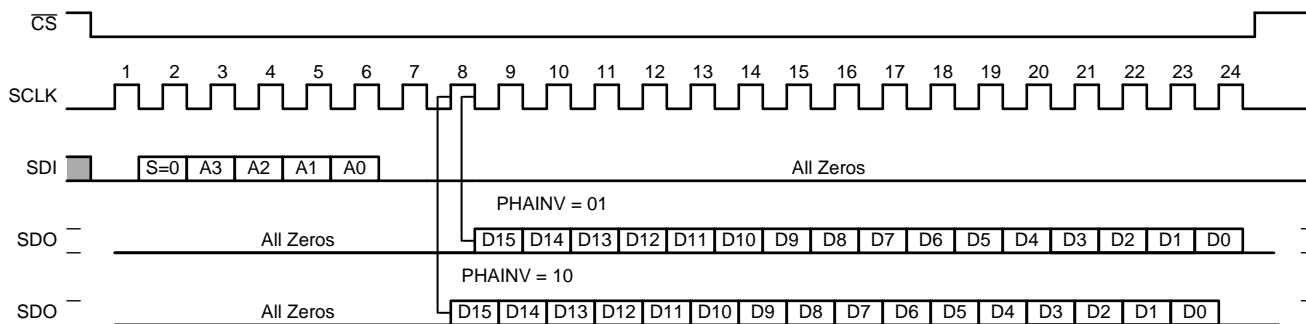 CS
1 2 3 4 5 6 7 8 9 10 11 12 13 14 15 16 17 18 19 20 21 22 23 24
SCLK
SDI S=0 A3 A2 A1 A0 All Zeros
PHAINV = 01
SDO All Zeros D15 D14 D13 D12 D11 D10 D9 D8 D7 D6 D5 D4 D3 D2 D1 D0
PHAINV = 10
SDO All Zeros D15 D14 D13 D12 D11 D10 D9 D8 D7 D6 D5 D4 D3 D2 D1 D0